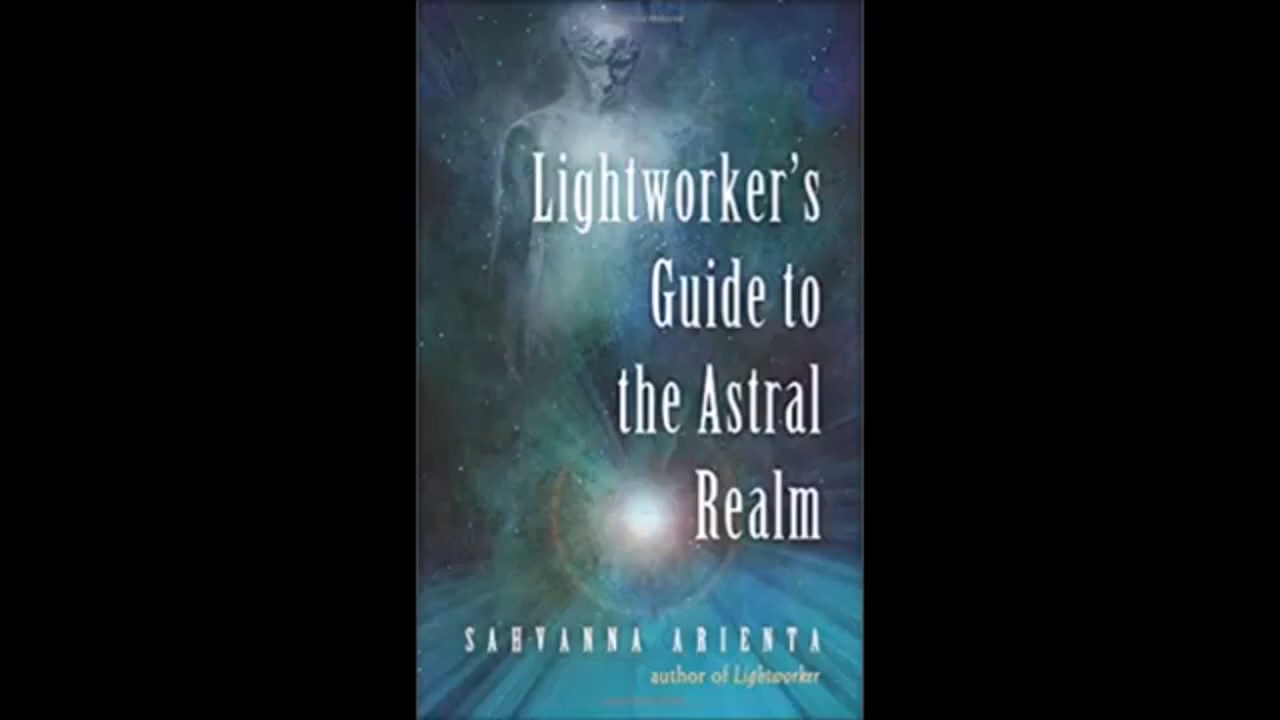 Lightworker's
Guide to
the Astral
Realm
SAHVANNA ARIENTA
author of Lightworker